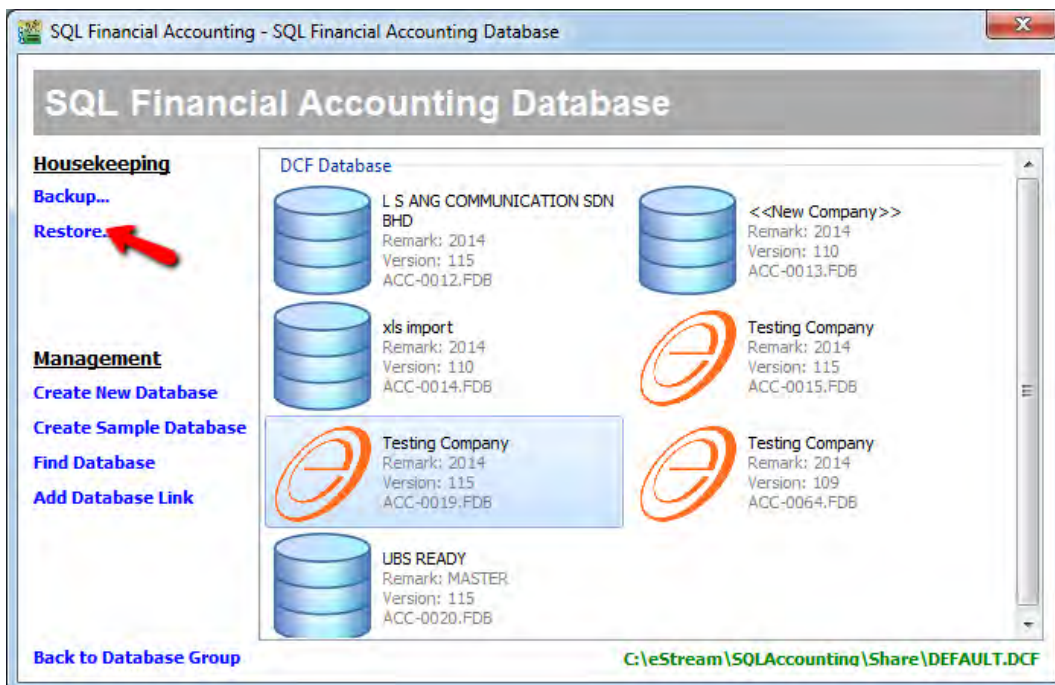 SQL Financial Accounting - SQL Financial Accounting Database
SQL Financial Accounting Database
Housekeeping
Backup...
Restore...
Management
Create New Database
Create Sample Database
Find Database
Add Database Link
DCF Database
L S ANG COMMUNICATION SDN
BHD
Remark: 2014
Version: 115
ACC-0012.FDB
<<New Company>>
Remark: 2014
Version: 110
ACC-0013.FDB
xls import
Remark: 2014
Version: 110
ACC-0014.FDB
Testing Company
Remark: 2014
Version: 115
ACC-0015.FDB
Testing Company
Remark: 2014
Version: 115
ACC-0019.FDB
Testing Company
Remark: 2014
Version: 109
ACC-0064.FDB
UBS READY
Remark: MASTER
Version: 115
ACC-0020.FDB
Back to Database Group
C:\eStream\SQLAccounting\Share\DEFAULT.DCF